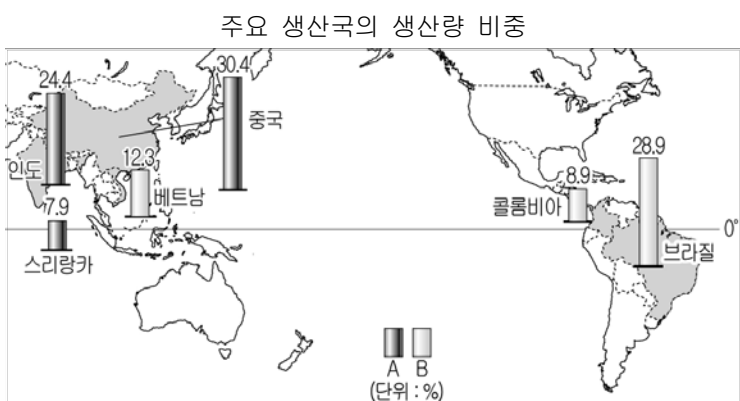 주요 생산국의 생산량 비중
24.4
30.4
중국
인도
12.3
베트남
7.9
스리랑카
8.9
콜롬비아
28.9
브라질
0°
A B
(단위 : %)